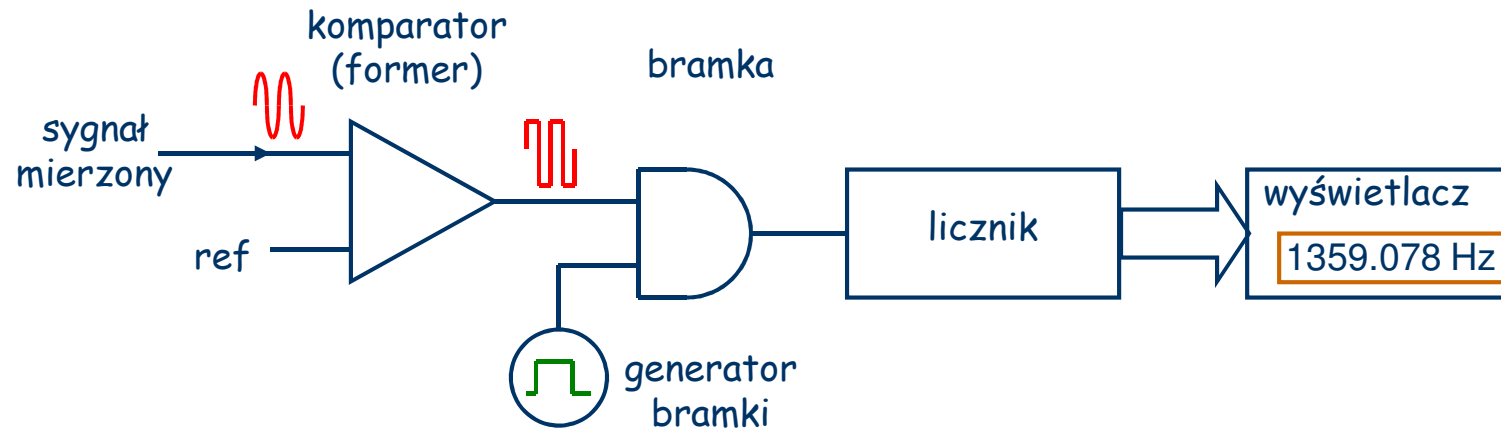 komparator
(former)
bramka
sygnał
mierzony
ref
licznik
wyświetlacz
1359.078 Hz
generator
bramki